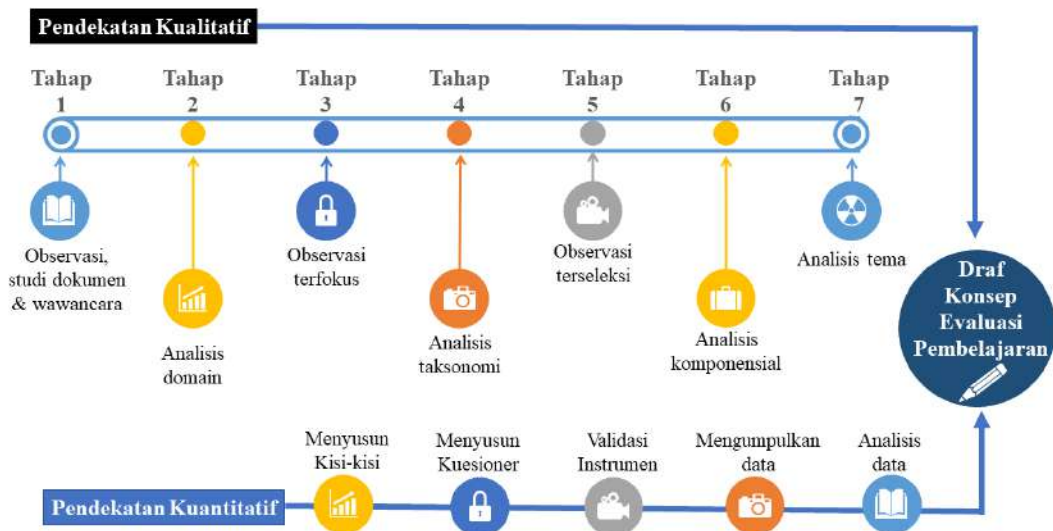 Pendekatan Kualitatif
Tahap
1
Tahap
2
Tahap
3
Tahap
4
Tahap
5
Tahap
6
Tahap
7
Observasi,
studi dokumen
& wawancara
Analisis
domain
Observasi
terfokus
Analisis
taksonomi
Observasi
terseleksi
Analisis
komponensial
Analisis tema
Draf
Konsep
Evaluasi
Pembelajaran
Pendekatan Kuantitatif
Menyusun
Kisi-kisi
Menyusun
Kuesioner
Validasi
Instrumen
Mengumpulkan
data
Analisis
data